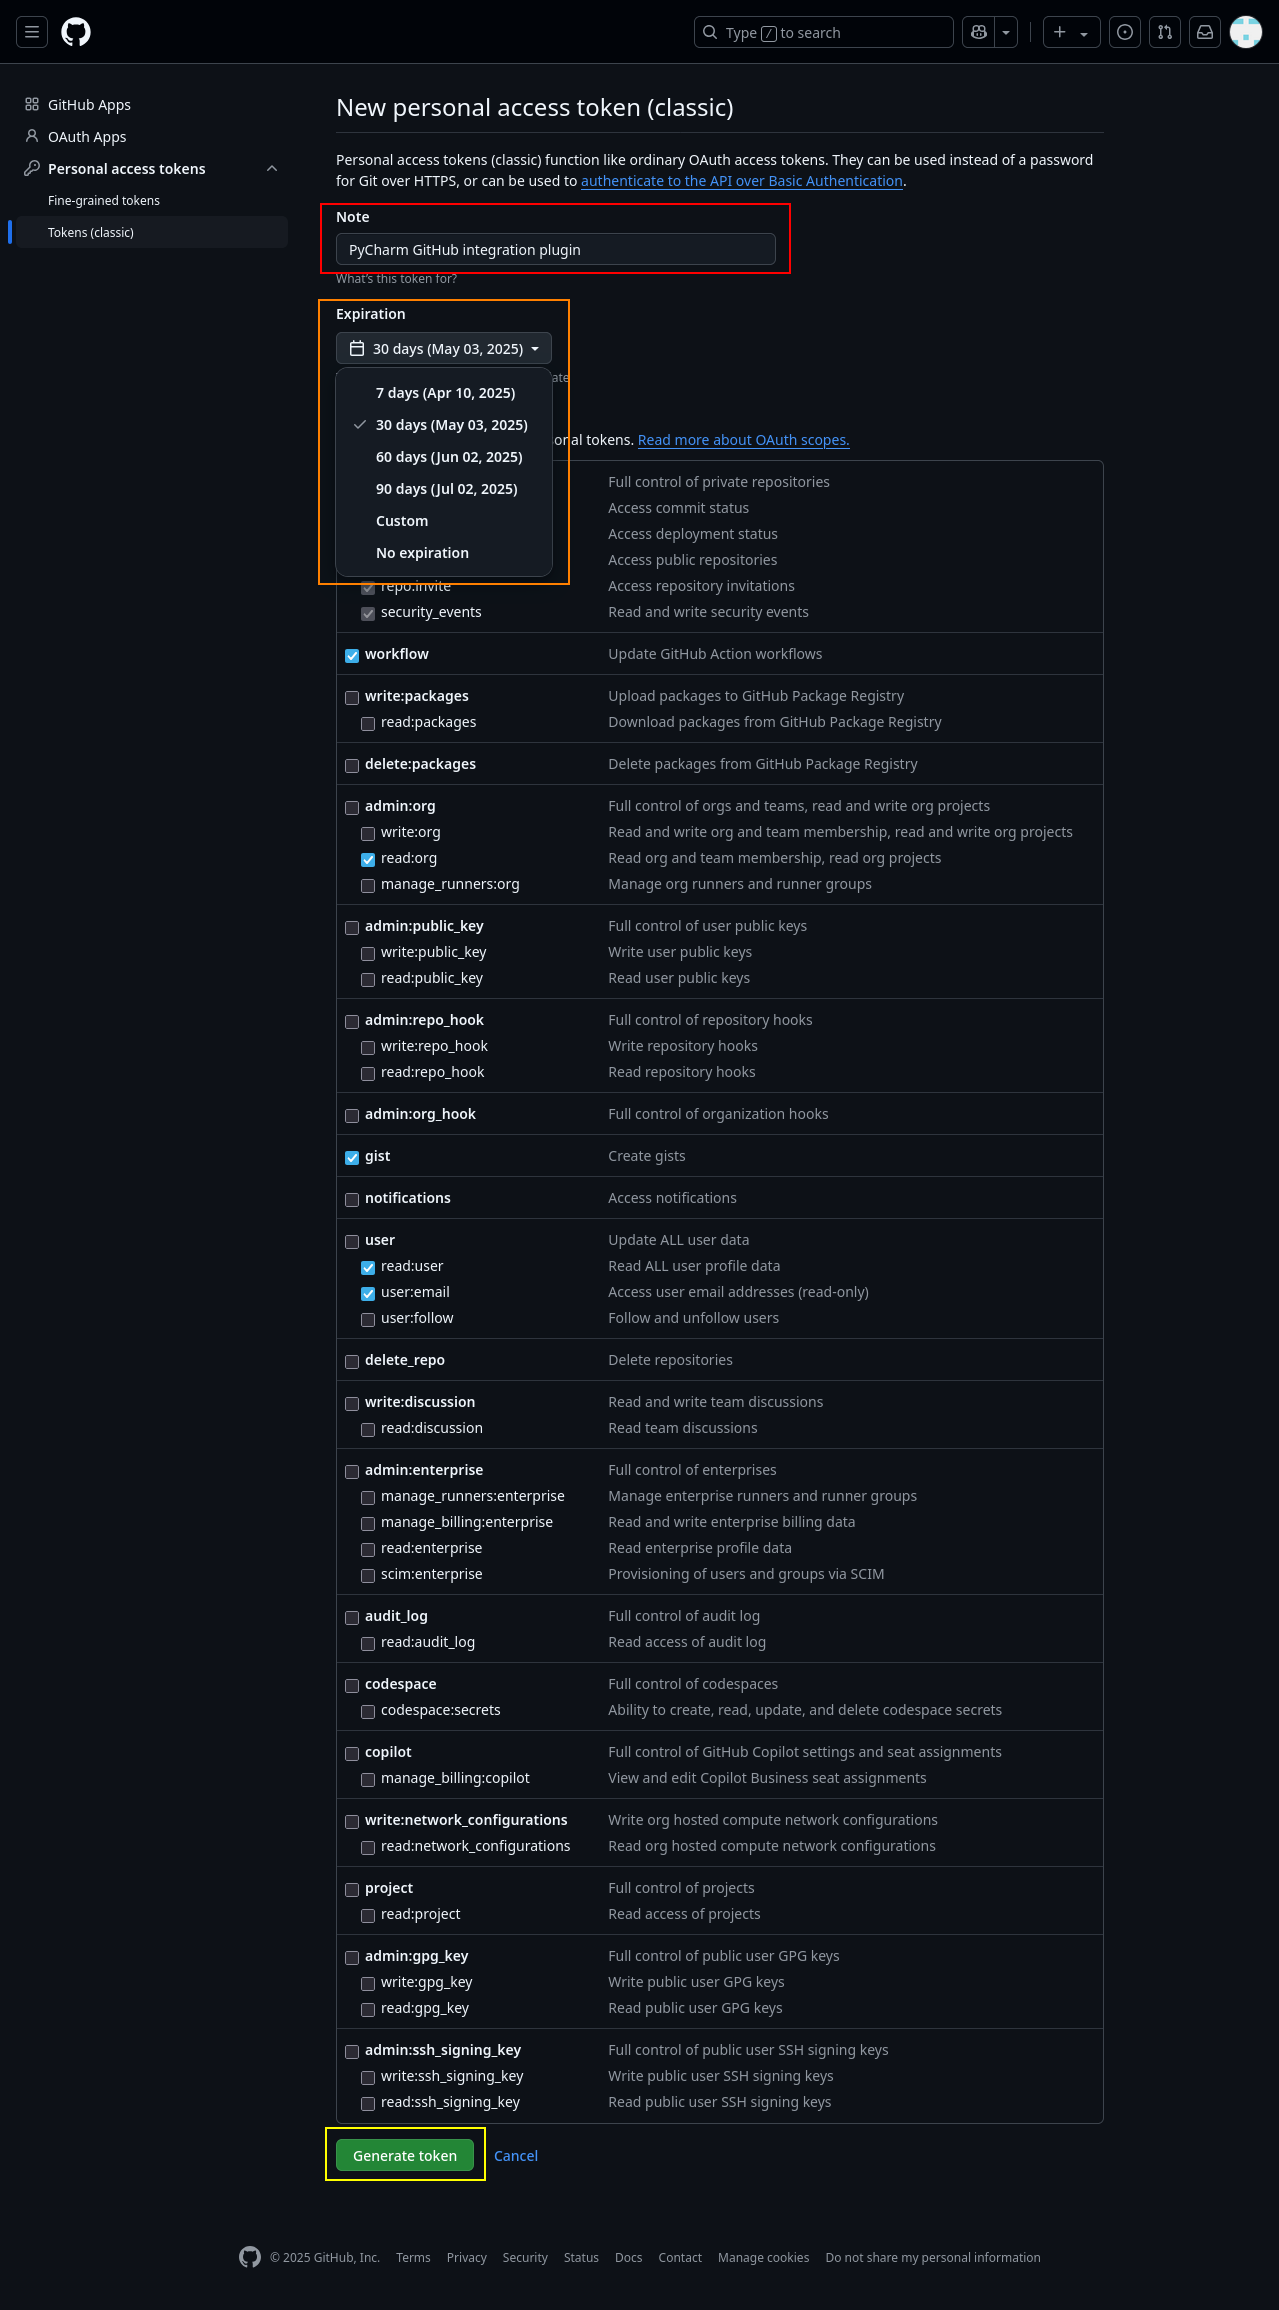 Type / to search
GitHub Apps
OAuth Apps
Personal access tokens
Fine-grained tokens
Tokens (classic)
New personal access token (classic)
Personal access tokens (classic) function like ordinary OAuth access tokens. They can be used instead of a password
for Git over HTTPS, or can be used to authenticate to the API over Basic Authentication.
Note
PyCharm GitHub integration plugin
What's this token for?
Expiration
30 days (May 03, 2025)
7 days (Apr 10, 2025)
30 days (May 03, 2025)
60 days (Jun 02, 2025)
90 days (Jul 02, 2025)
Custom
No expiration
tokens. Read more about OAuth scopes.
Full control of private repositories
Access commit status
Access deployment status
Access public repositories
repo:invite Access repository invitations
security_events Read and write security events
workflow Update GitHub Action workflows
write:packages Upload packages to GitHub Package Registry
read:packages Download packages from GitHub Package Registry
delete:packages Delete packages from GitHub Package Registry
admin:org Full control of orgs and teams, read and write org projects
write:org Read and write org and team membership, read and write org projects
read:org Read org and team membership, read org projects
manage_runners:org Manage org runners and runner groups
admin:public_key Full control of user public keys
write:public_key Write user public keys
read:public_key Read user public keys
admin:repo_hook Full control of repository hooks
write:repo_hook Write repository hooks
read:repo_hook Read repository hooks
admin:org_hook Full control of organization hooks
gist Create gists
notifications Access notifications
user Update ALL user data
read:user Read ALL user profile data
user:email Access user email addresses (read-only)
user:follow Follow and unfollow users
delete_repo Delete repositories
write:discussion Read and write team discussions
read:discussion Read team discussions
admin:enterprise Full control of enterprises
manage_runners:enterprise Manage enterprise runners and runner groups
manage_billing:enterprise Read and write enterprise billing data
read:enterprise Read enterprise profile data
scim:enterprise Provisioning of users and groups via SCIM
audit_log Full control of audit log
read:audit_log Read access of audit log
codespace Full control of codespaces
codespace:secrets Ability to create, read, update, and delete codespace secrets
copilot Full control of GitHub Copilot settings and seat assignments
manage_billing:copilot View and edit Copilot Business seat assignments
write:network_configurations Write org hosted compute network configurations
read:network_configurations Read org hosted compute network configurations
project Full control of projects
read:project Read access of projects
admin:gpg_key Full control of public user GPG keys
write:gpg_key Write public user GPG keys
read:gpg_key Read public user GPG keys
admin:ssh_signing_key Full control of public user SSH signing keys
write:ssh_signing_key Write public user SSH signing keys
read:ssh_signing_key Read public user SSH signing keys
Generate token Cancel
© 2025 GitHub, Inc. Terms Privacy Security Status Docs Contact Manage cookies Do not share my personal information